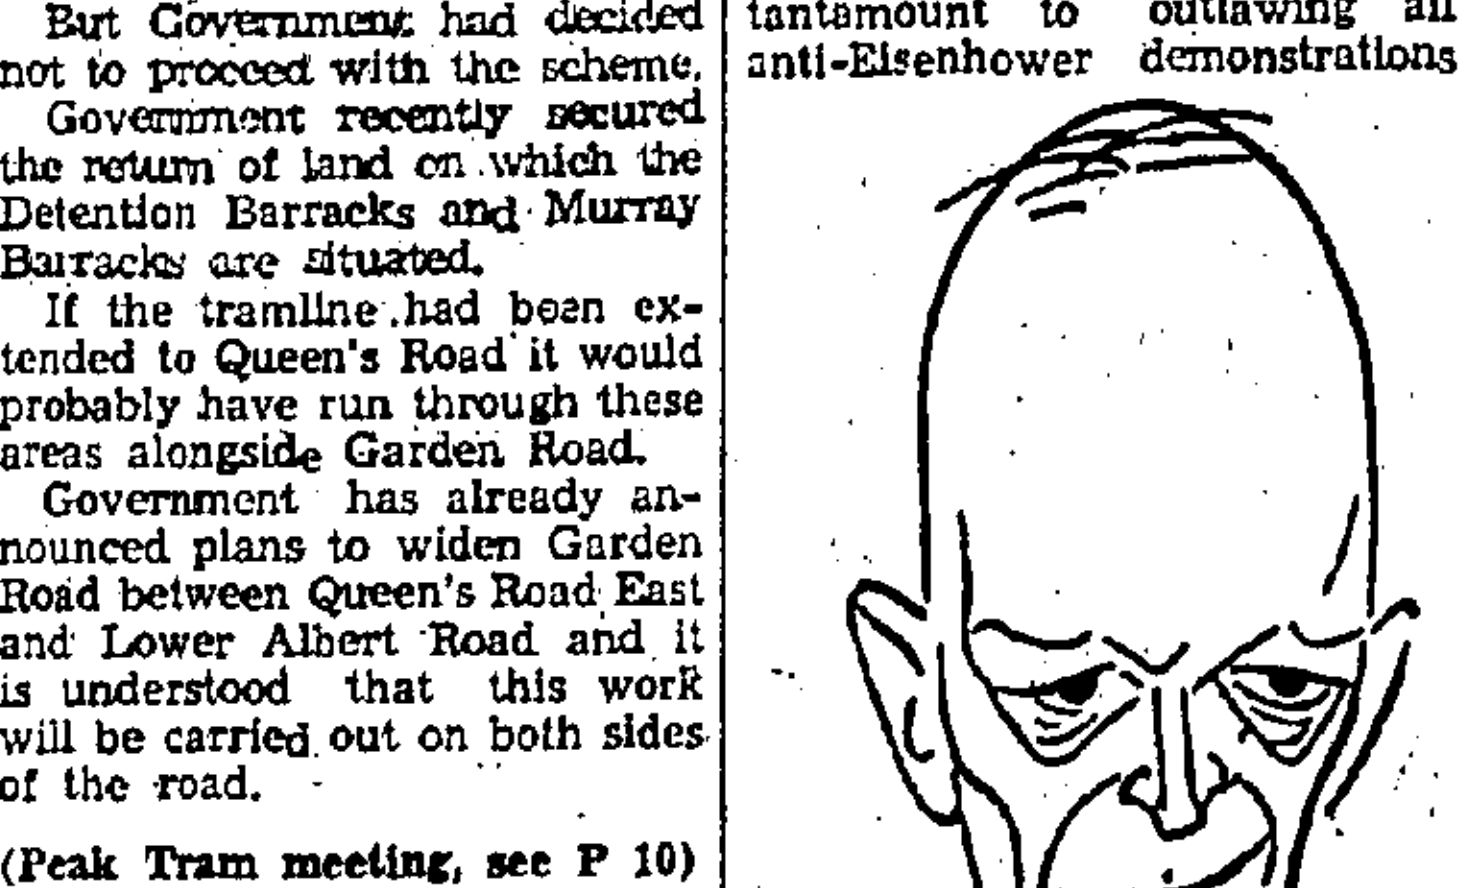 But Government had decided
not to proceed with the scheme.
Government recently secured
the return of land on which the
Detention Barracks and Murray
Barracks are situated.
If the tramline had been ex-
tended to Queen's Road it would
probably have run through these
areas alongside Garden Road.
Government has already an-
nounced plans to widen Garden
Road between Queen's Road East
and Lower Albert Road and it
is understood that this work
will be carried out on both sides
of the road.
(Peak Tram meeting, see P 10)
tantamount to outlawing all
anti-Eisenhower demonstrations